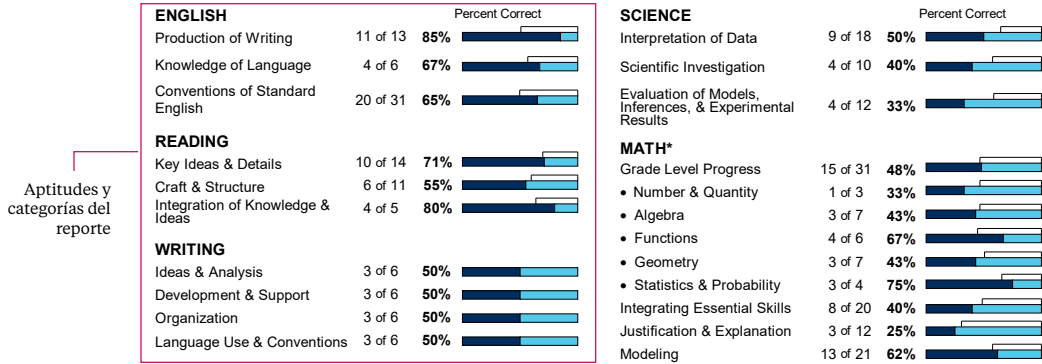 Aptitudes y
categorías del
reporte
ENGLISH Percent Correct
Production of Writing 11 of 13 85%
Knowledge of Language 4 of 6 67%
Conventions of Standard
English 20 of 31 65%
READING
Key Ideas & Details 10 of 14 71%
Craft & Structure 6 of 11 55%
Integration of Knowledge &
Ideas 4 of 5 80%
WRITING
Ideas & Analysis 3 of 6 50%
Development & Support 3 of 6 50%
Organization 3 of 6 50%
Language Use & Conventions 3 of 6 50%
SCIENCE Percent Correct
Interpretation of Data 9 of 18 50%
Scientific Investigation 4 of 10 40%
Evaluation of Models,
Inferences, & Experimental 4 of 12 33%
Results
MATH*
Grade Level Progress 15 of 31 48%
• Number & Quantity 1 of 3 33%
• Algebra 3 of 7 43%
• Functions 4 of 6 67%
• Geometry 3 of 7 43%
• Statistics & Probability 3 of 4 75%
Integrating Essential Skills 8 of 20 40%
Justification & Explanation 3 of 12 25%
Modeling 13 of 21 62%